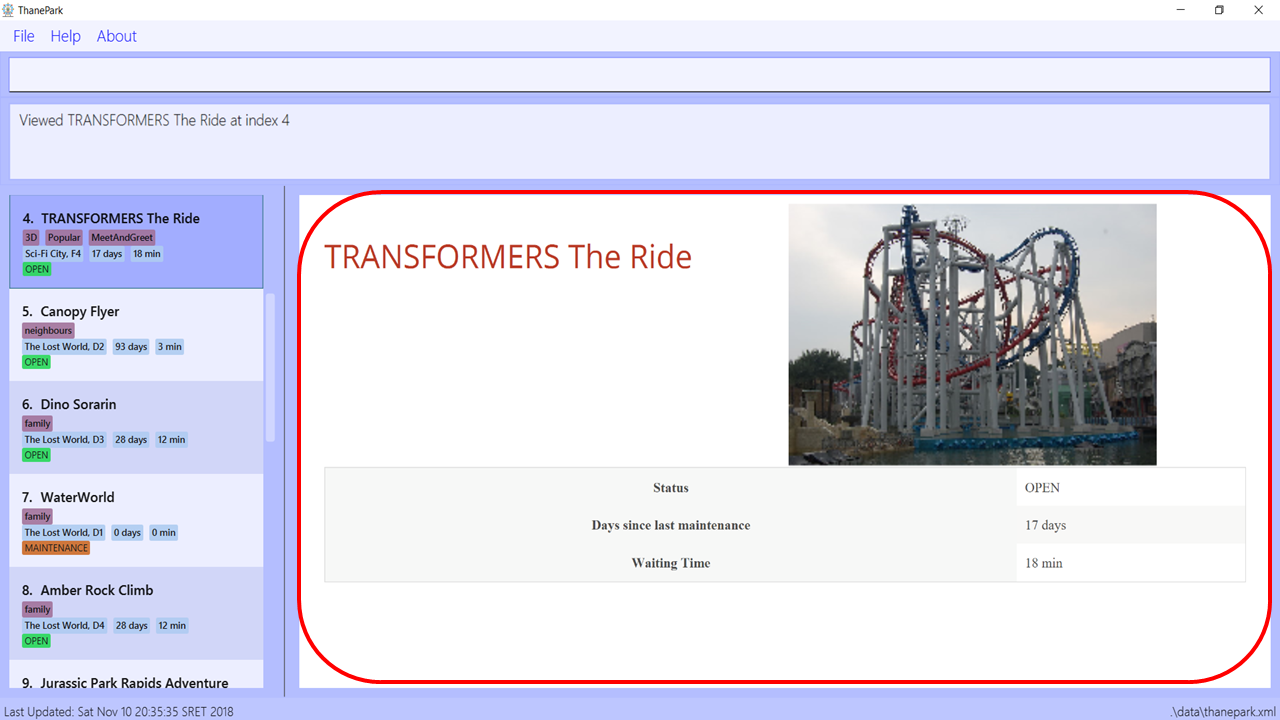 ThanePark
File Help About
Viewed TRANSFORMERS The Ride at index 4
4. TRANSFORMERS The Ride
3D Popular MeetAndGreet
Sci-Fi City, F4 17 days 18 min
OPEN
5. Canopy Flyer
neighbours
The Lost World, D2 93 days 3 min
OPEN
6. Dino Sorarin
family
The Lost World, D3 28 days 12 min
OPEN
7. WaterWorld
family
The Lost World, D1 0 days 0 min
MAINTENANCE
8. Amber Rock Climb
family
The Lost World, D4 28 days 12 min
OPEN
9. Jurassic Park Rapids Adventure
TRANSFORMERS The Ride
Status OPEN
Days since last maintenance 17 days
Waiting Time 18 min
Last Updated: Sat Nov 10 20:35:35 SRET 2018
.\data\thanepark.xml